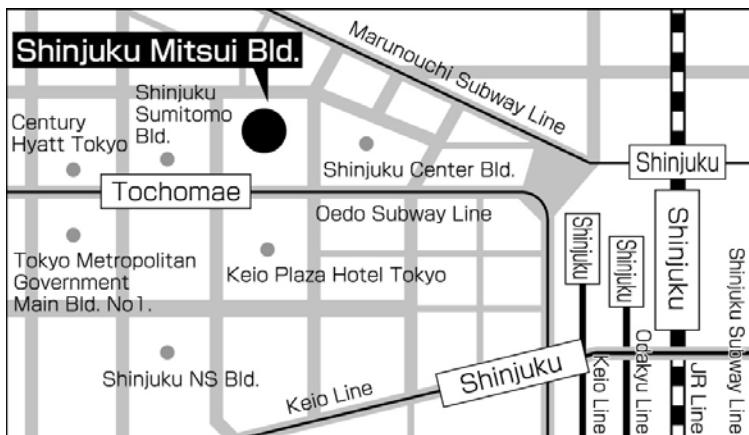 Shinjuku Mitsui Bld.
Marunouchi Subway Line
Shinjuku
Sumitomo
Bld.
Century
Hyatt Tokyo
Shinjuku Center Bld.
Shinjuku
Tochomae
Oedo Subway Line
Shinjuku
Shinjuku
Shinjuku
Tokyo Metropolitan
Government
Main Bld. No1.
Keio Plaza Hotel Tokyo
Shinjuku Subway Line
Shinjuku NS Bld.
Keio Line
Shinjuku
Keio Line
Odakyu Line
JR Line